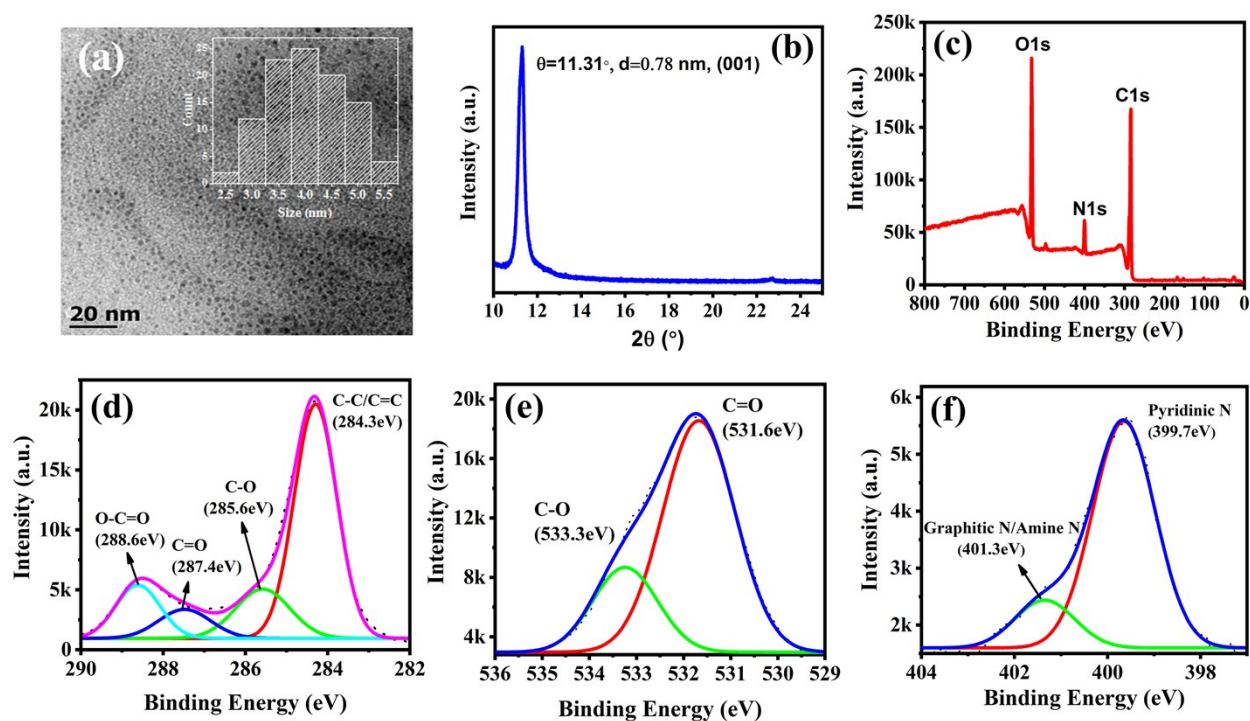 (a)
25
20
15
10
5
0
Count
2.5 3.0 3.5 4.0 4.5 5.0 5.5
Size (nm)
20 nm
(b)
θ=11.31°, d=0.78 nm, (001)
Intensity (a.u.)
10 12 14 16 18 20 22 24
2θ (°)
(c)
250k
200k
150k
100k
50k
0
O1s
C1s
N1s
Intensity (a.u.)
800 700 600 500 400 300 200 100 0
Binding Energy (eV)
(d)
20k
15k
10k
5k
0
C-C/C=C
(284.3eV)
C-O
(285.6eV)
O-C=O
(288.6eV)
C=O
(287.4eV)
Intensity (a.u.)
290 288 286 284 282
Binding Energy (eV)
(e)
20k
16k
12k
8k
4k
C=O
(531.6eV)
C-O
(533.3eV)
Intensity (a.u.)
536 535 534 533 532 531 530 529
Binding Energy (eV)
(f)
6k
5k
4k
3k
2k
Pyridinic N
(399.7eV)
Graphitic N/Amine N
(401.3eV)
Intensity (a.u.)
404 402 400 398
Binding Energy (eV)